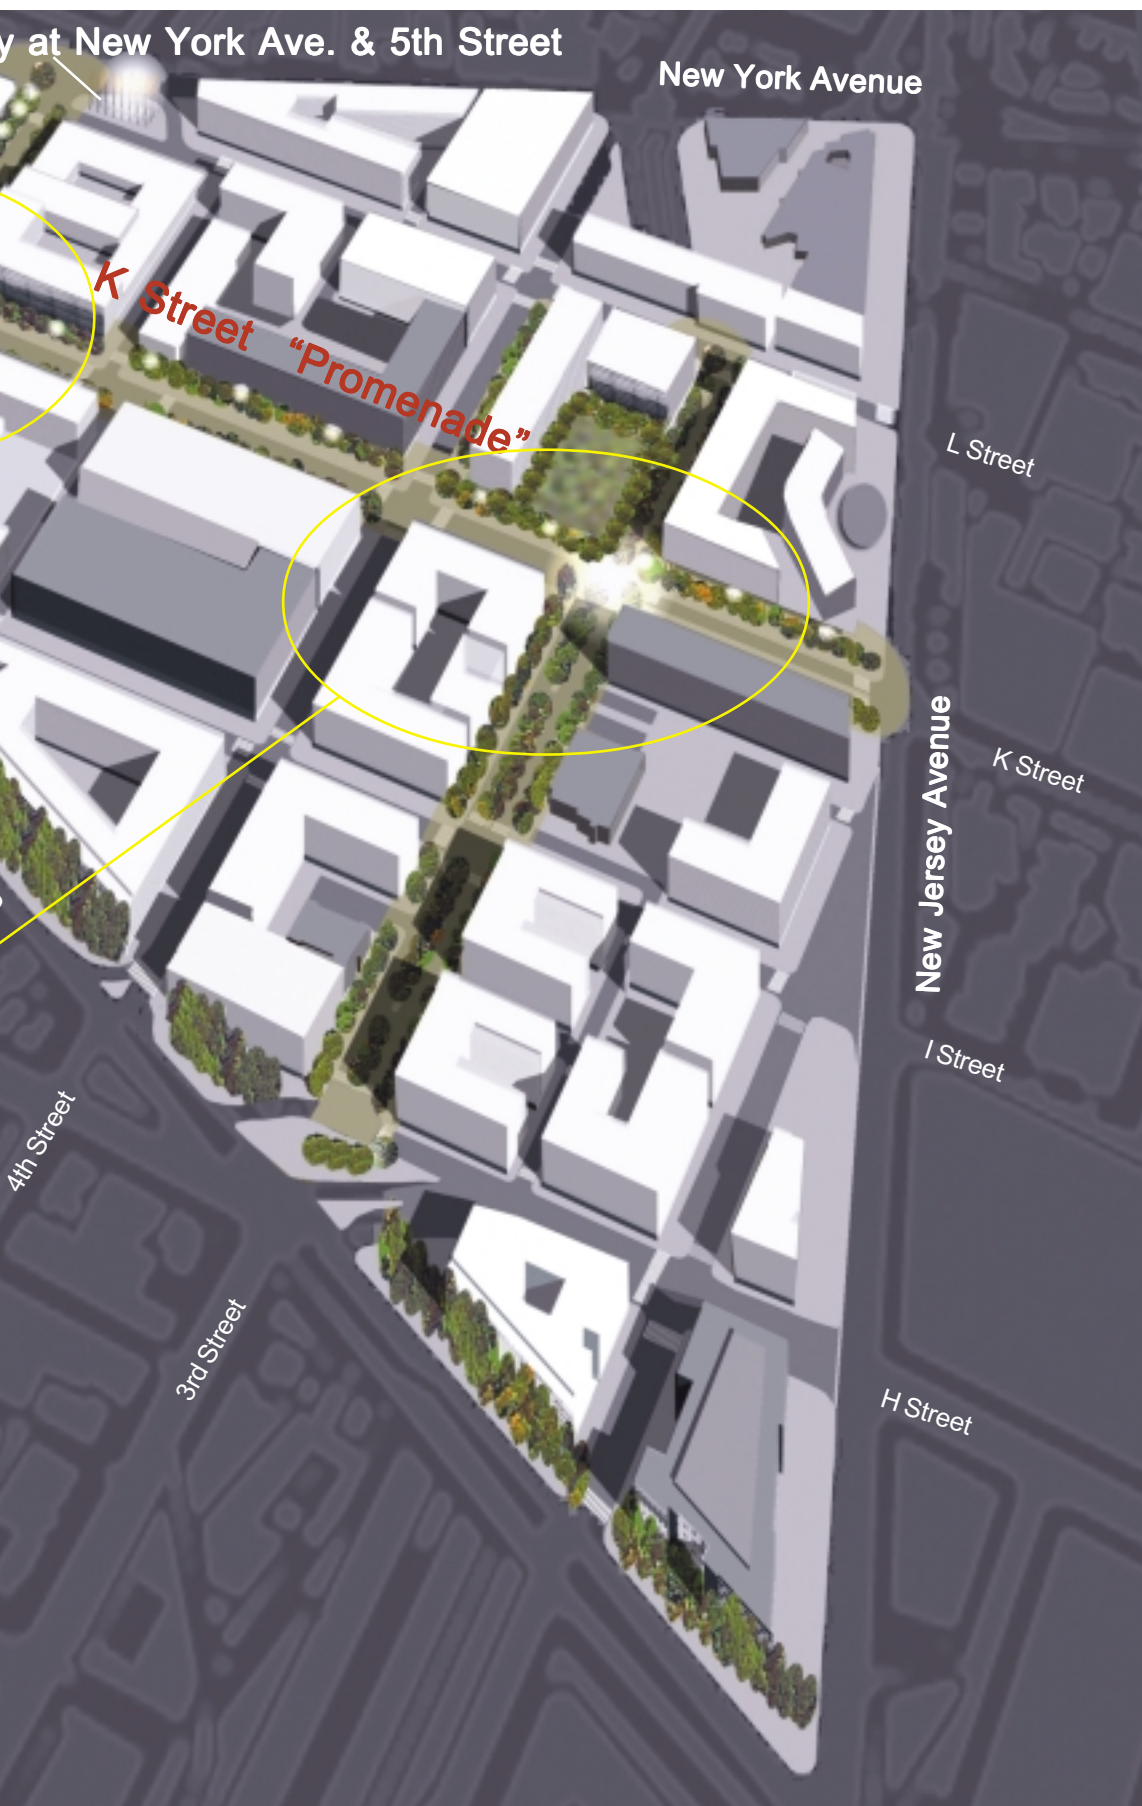 y at New York Ave. & 5th Street
New York Avenue
K Street “Promenade”
L Street
K Street
New Jersey Avenue
I Street
4th Street
3rd Street
H Street